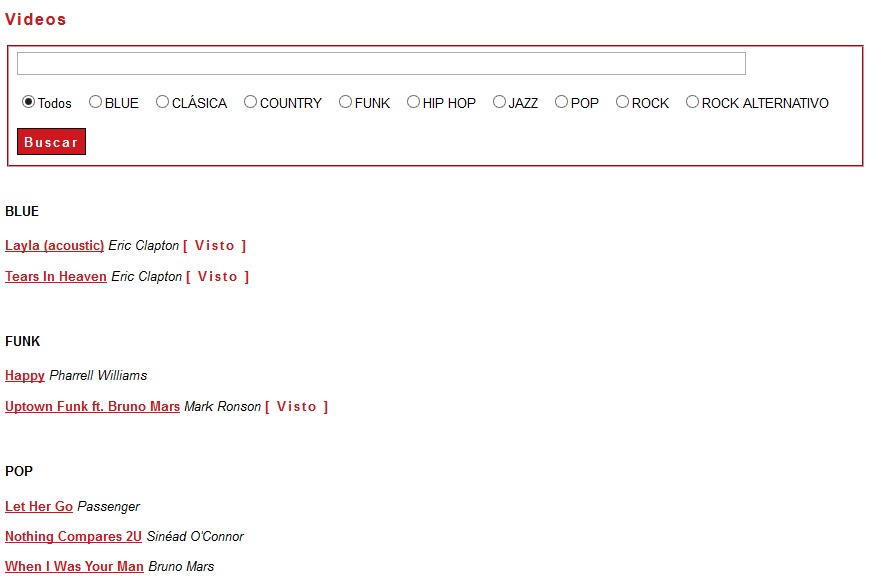 Videos
Todos BLUE CLÁSICA COUNTRY FUNK HIP HOP JAZZ POP ROCK ROCK ALTERNATIVO
Buscar
BLUE
Layla (acoustic) Eric Clapton [ Visto ]
Tears In Heaven Eric Clapton [ Visto ]
FUNK
Happy Pharrell Williams
Uptown Funk ft. Bruno Mars Mark Ronson [ Visto ]
POP
Let Her Go Passenger
Nothing Compares 2U Sinéad O'Connor
When I Was Your Man Bruno Mars